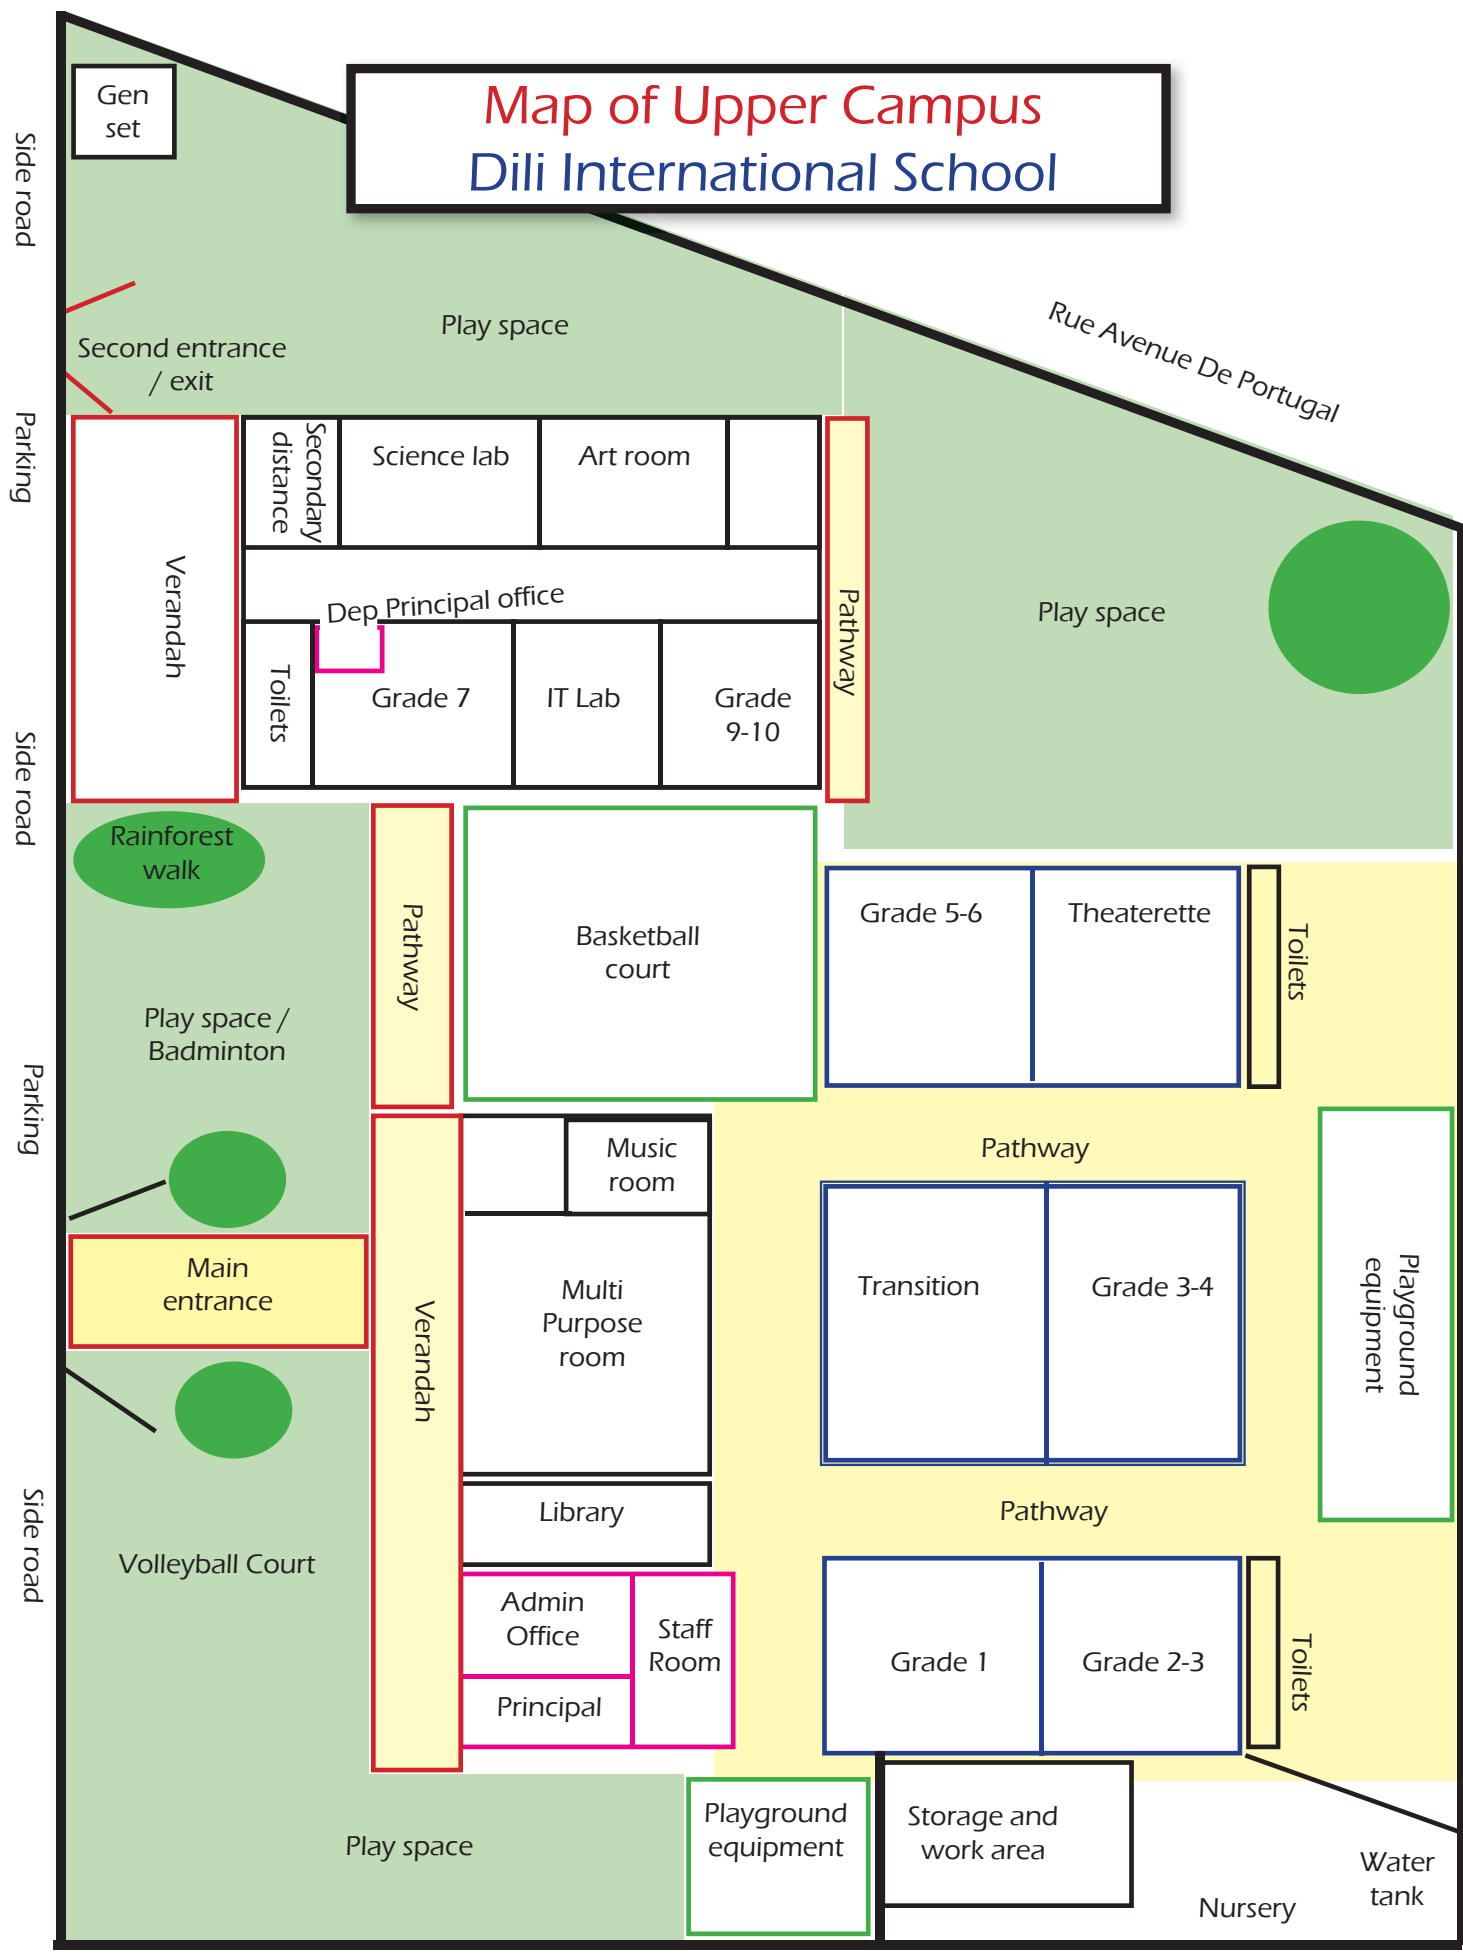 Map of Upper Campus
Dili International School
Gen
set
Side road
Rue Avenue De Portugal
Play space
Second entrance
/ exit
Parking
Secondary
distance
Science lab
Art room
Verandah
Dep Principal office
Pathway
Play space
Toilets
Grade 7
IT Lab
Grade
9-10
Side road
Rainforest
walk
Pathway
Basketball
court
Grade 5-6
Theaterette
Toilets
Play space /
Badminton
Parking
Music
room
Pathway
Main
entrance
Verandah
Multi
Purpose
room
Transition
Grade 3-4
Playground
equipment
Side road
Library
Pathway
Volleyball Court
Admin
Office
Staff
Room
Principal
Grade 1
Grade 2-3
Toilets
Play space
Playground
equipment
Storage and
work area
Nursery
Water
tank